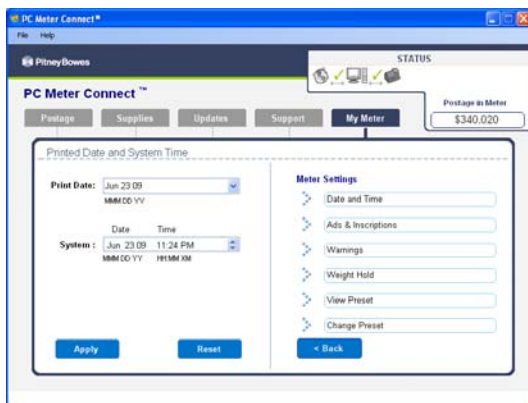 PC Meter Connect®
File Help
PitneyBowes
STATUS
PC Meter Connect ™
Postage in Meter
$340.020
Postage Supplies Updates Support My Meter
Printed Date and System Time
Print Date: Jun 23 09
MMM DD YY
Date Time
System : Jun 23 09 11:24 PM
MMM DD YY HH:MM XM
Meter Settings
Date and Time
Ads & Inscriptions
Warnings
Weight Hold
View Preset
Change Preset
Apply Reset < Back